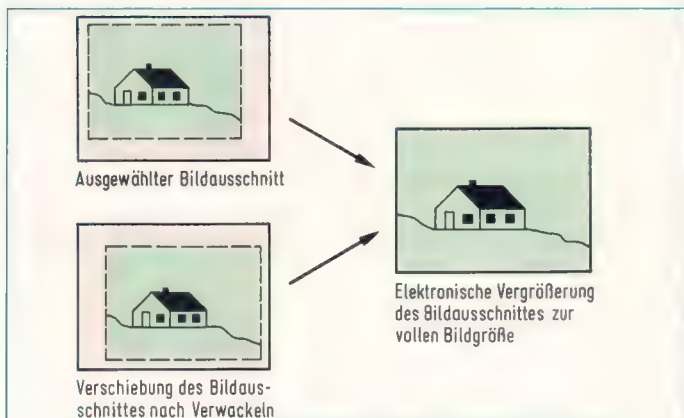 Ausgewählter Bildausschnitt
Verschiebung des Bildaus-
schnittes nach Verwackeln
Elektronische Vergrößerung
des Bildausschnittes zur
vollen Bildgröße